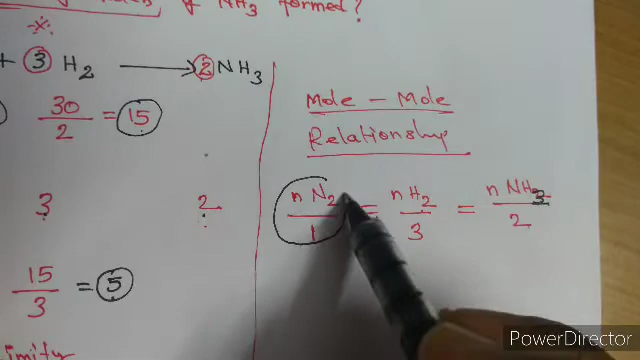 of NH3 formed?
+ 3 H2 → 2 NH3
30/2 = 15
3 2
15/3 = 5
Mole - Mole
Relationship
n N2/1 = n H2/3 = n NH3/2
PowerDirector